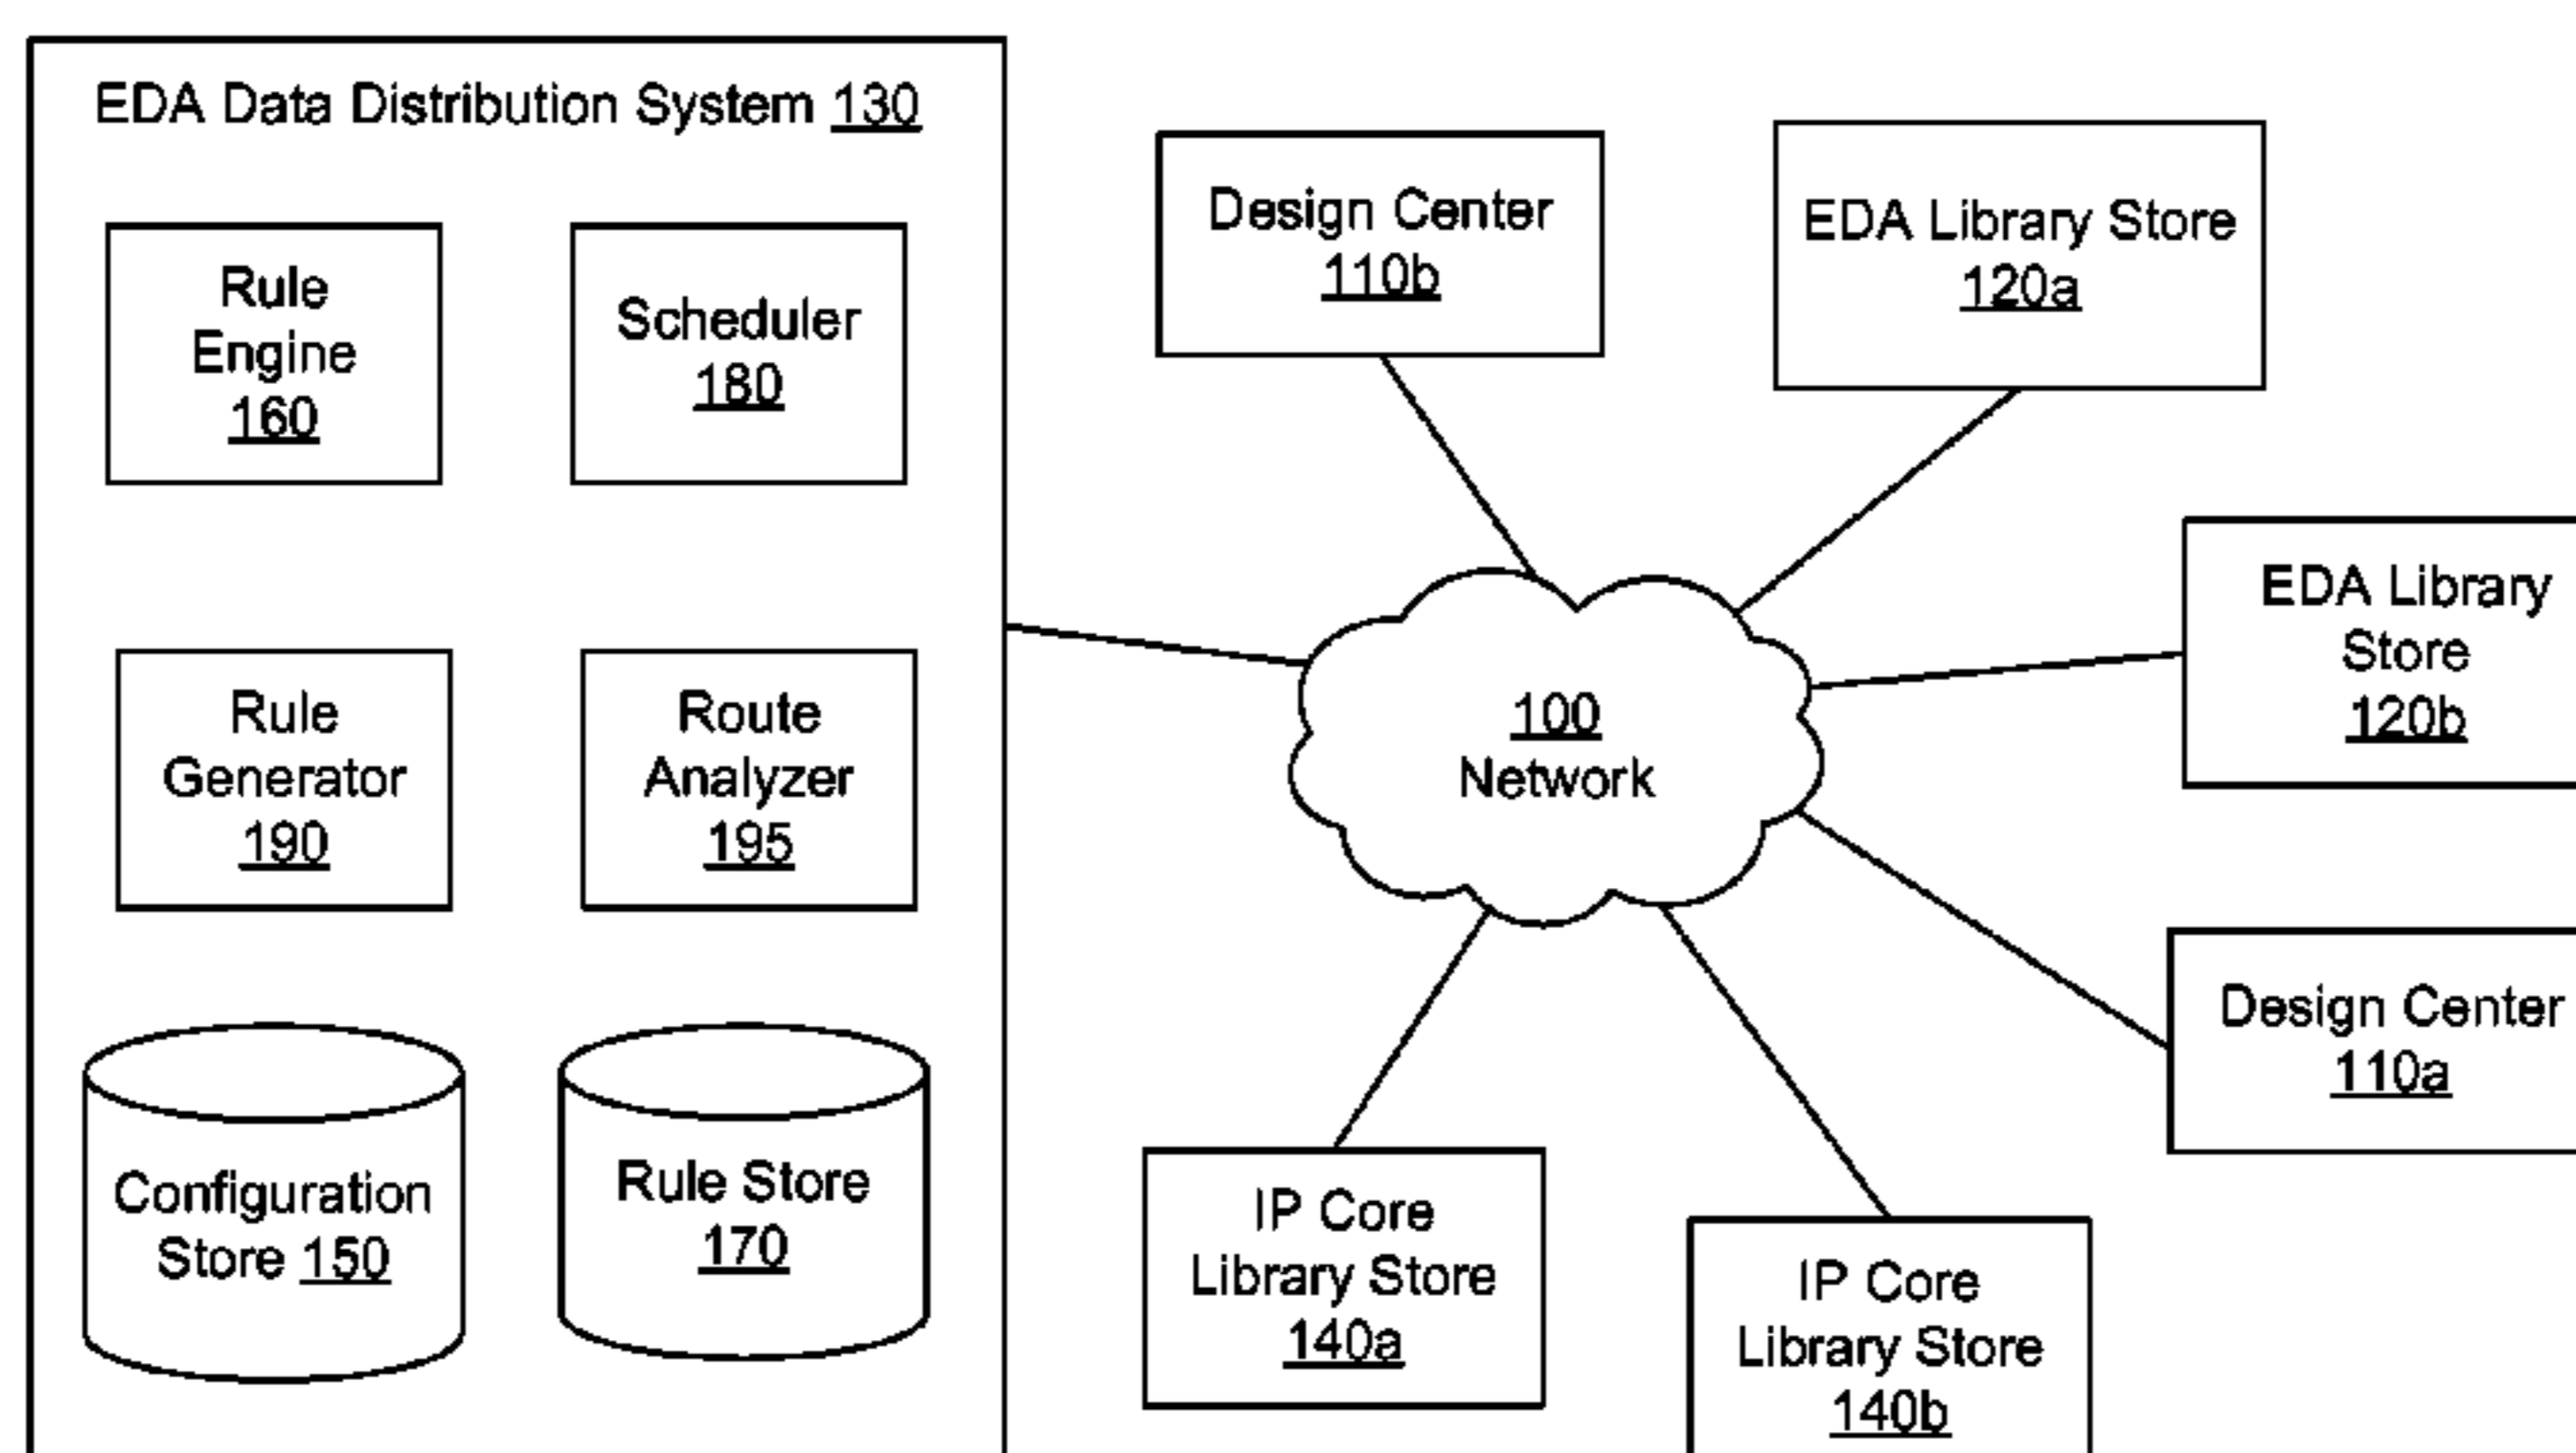 EDA Data Distribution System 130
Rule
Engine
160
Scheduler
180
Rule
Generator
190
Route
Analyzer
195
Configuration
Store 150
Rule Store
170
Design Center
110b
EDA Library Store
120a
100
Network
EDA Library
Store
120b
Design Center
110a
IP Core
Library Store
140a
IP Core
Library Store
140b